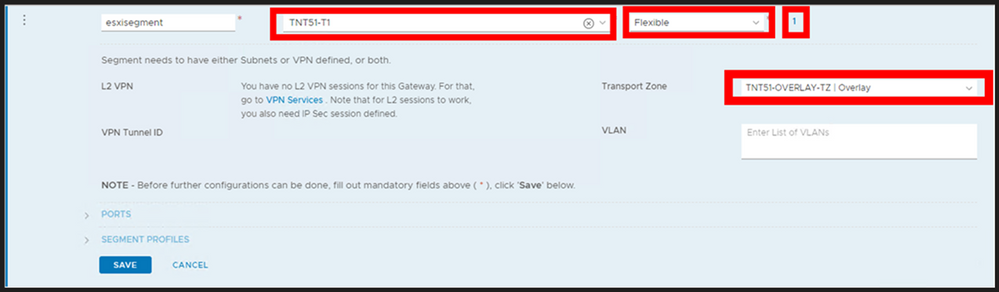 esxisegment * TNT51-T1 Flexible * 1
Segment needs to have either Subnets or VPN defined, or both.
L2 VPN
You have no L2 VPN sessions for this Gateway. For that,
go to VPN Services . Note that for L2 sessions to work,
you also need IP Sec session defined.
Transport Zone
TNT51-OVERLAY-TZ | Overlay
VPN Tunnel ID
VLAN
Enter List of VLANs
NOTE - Before further configurations can be done, fill out mandatory fields above ( * ), click 'Save' below.
PORTS
SEGMENT PROFILES
SAVE CANCEL